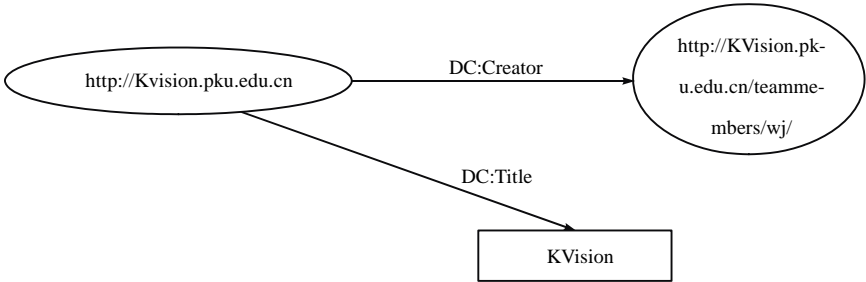 http://Kvision.pku.edu.cn
DC:Creator
http://KVision.pk-
u.edu.cn/teamme-
mbers/wj/
DC:Title
KVision